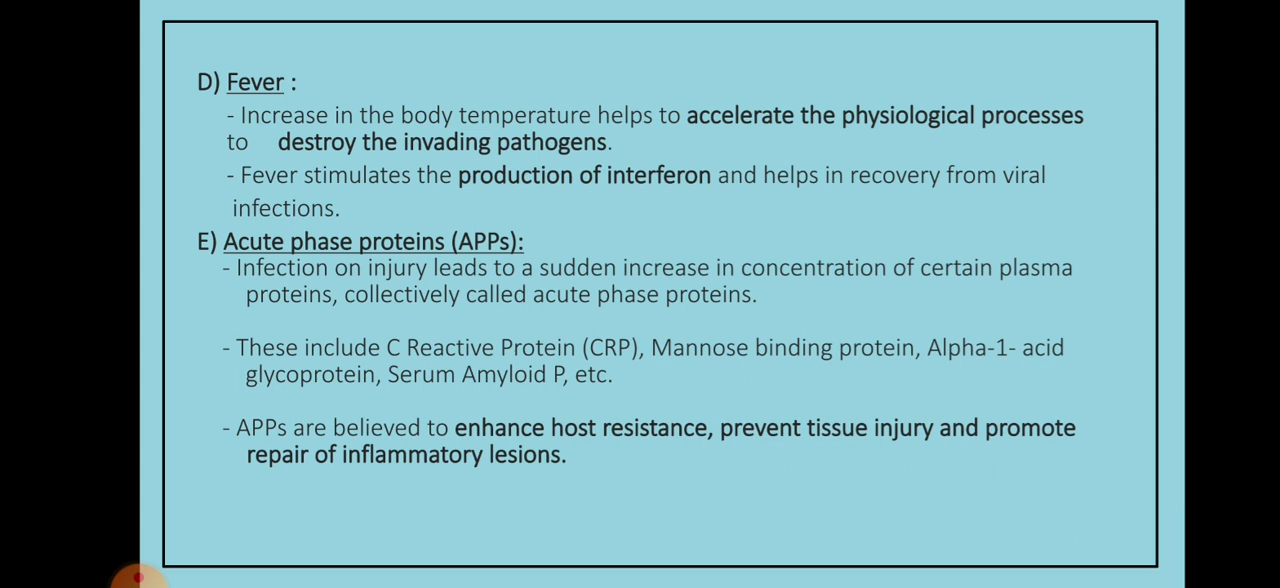 D) Fever :
- Increase in the body temperature helps to accelerate the physiological processes
to destroy the invading pathogens.
- Fever stimulates the production of interferon and helps in recovery from viral
infections.
E) Acute phase proteins (APPs):
- Infection on injury leads to a sudden increase in concentration of certain plasma
proteins, collectively called acute phase proteins.
- These include C Reactive Protein (CRP), Mannose binding protein, Alpha-1- acid
glycoprotein, Serum Amyloid P, etc.
- APPs are believed to enhance host resistance, prevent tissue injury and promote
repair of inflammatory lesions.